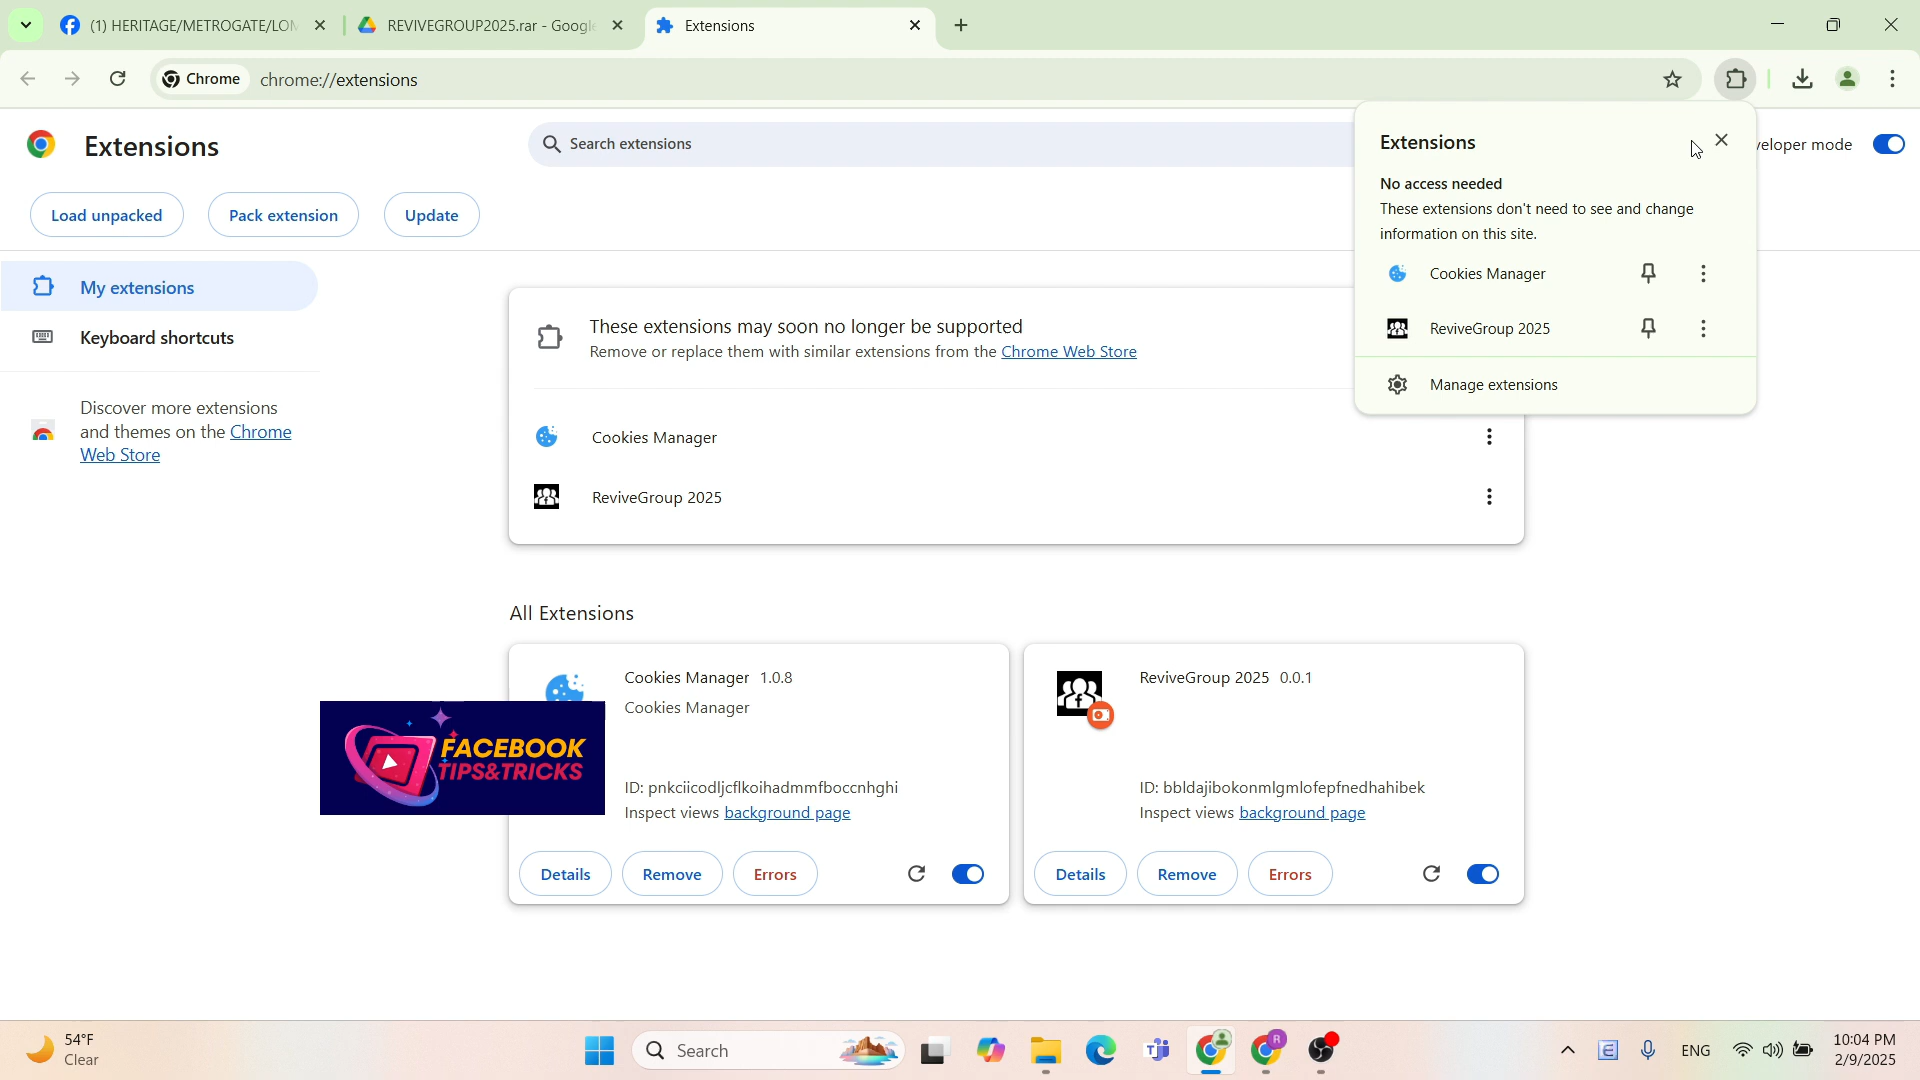 (1) HERITAGE/METROGATE/LOM
REVIVEGROUP2025.rar - Google
Extensions
Chrome
chrome://extensions
Extensions
Search extensions
Extensions
veloper mode
No access needed
These extensions don't need to see and change
information on this site.
Load unpacked
Pack extension
Update
Cookies Manager
ReviveGroup 2025
Manage extensions
My extensions
Keyboard shortcuts
Discover more extensions
and themes on the Chrome
Web Store
These extensions may soon no longer be supported
Remove or replace them with similar extensions from the Chrome Web Store
Cookies Manager
ReviveGroup 2025
All Extensions
Cookies Manager 1.0.8
Cookies Manager
ID: pnkciicodljcflkoihadmmfboccnhghi
Inspect views background page
Details
Remove
Errors
ReviveGroup 2025 0.0.1
ID: bbldajibokonmlgmlofepfnedhahibek
Inspect views background page
Details
Remove
Errors
FACEBOOK
TIPS&TRICKS
54°F
Clear
Search
R
ENG
10:04 PM
2/9/2025